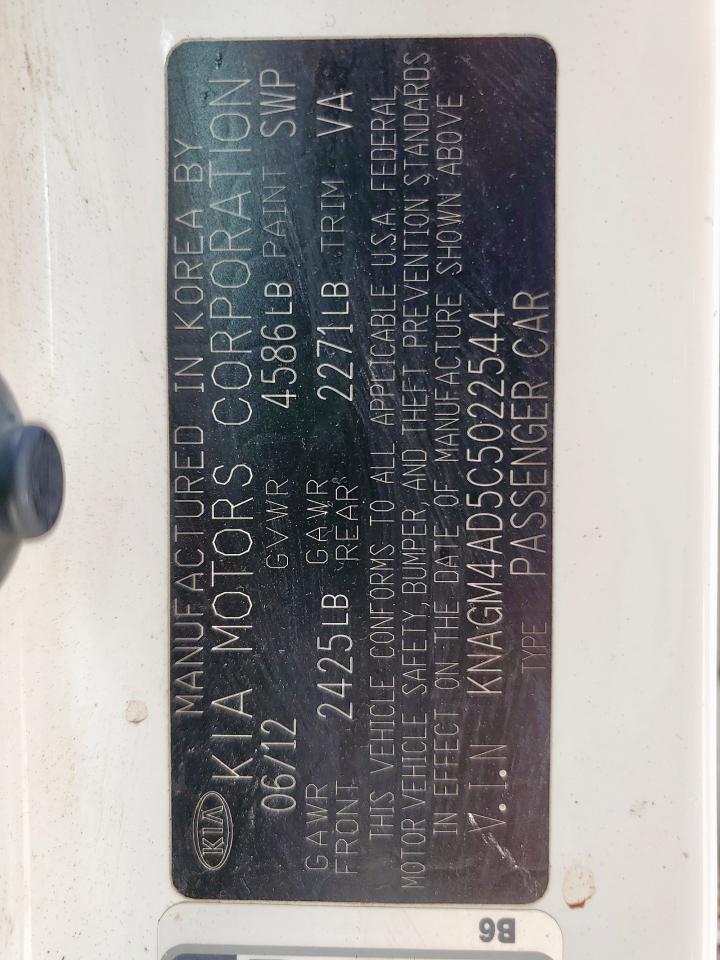 KIA
MANUFACTURED IN KOREA BY
KIA MOTORS CORPORATION
06/12 GVWR 4586LB PAINT SWP
GAWR FRONT 2425LB GAWR REAR 2271LB TRIM VA
THIS VEHICLE CONFORMS TO ALL APPLICABLE U.S.A. FEDERAL
MOTOR VEHICLE SAFETY, BUMPER, AND THEFT PREVENTION STANDARDS
IN EFFECT ON THE DATE OF MANUFACTURE SHOWN ABOVE
V.I.N KNAGM4AD5C5022544
TYPE PASSENGER CAR
B6